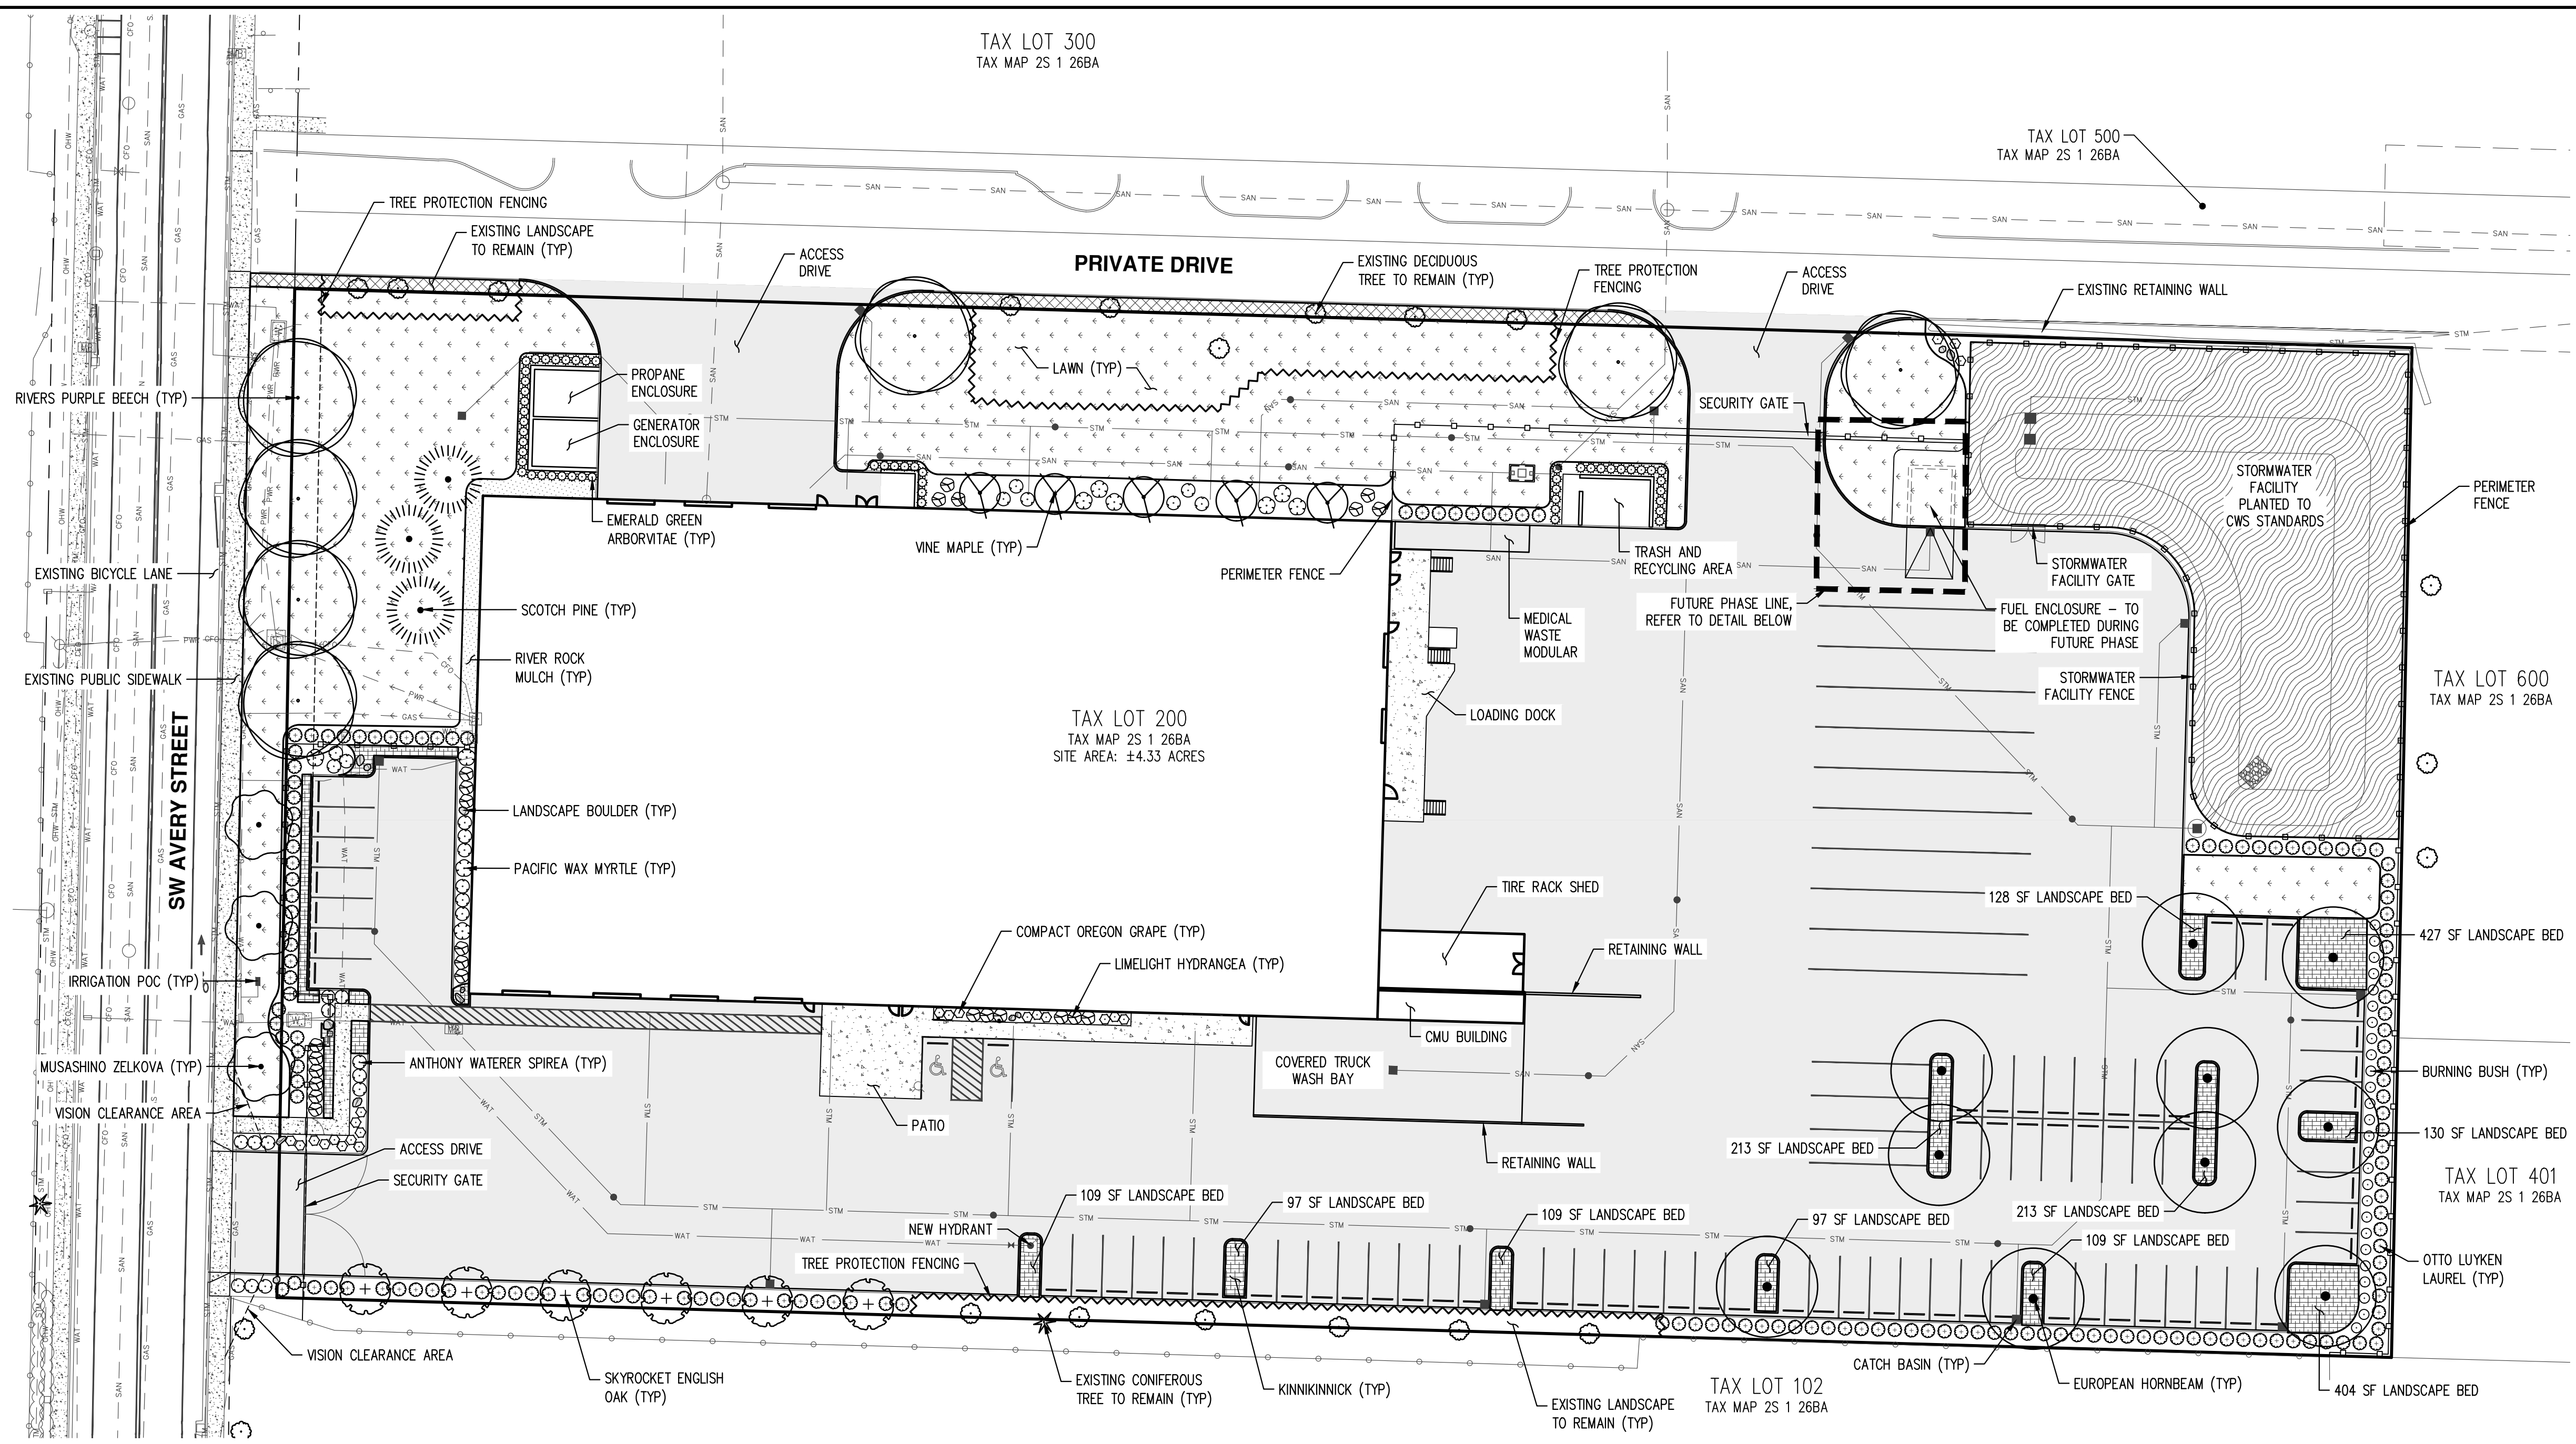 TAX LOT 300
TAX MAP 2S 1 26BA
TAX LOT 500
TAX MAP 2S 1 26BA
TREE PROTECTION FENCING
EXISTING LANDSCAPE
TO REMAIN (TYP)
ACCESS
DRIVE
PRIVATE DRIVE
EXISTING DECIDUOUS
TREE TO REMAIN (TYP)
TREE PROTECTION
FENCING
ACCESS
DRIVE
EXISTING RETAINING WALL
RIVERS PURPLE BEECH (TYP)
PROPANE
ENCLOSURE
GENERATOR
ENCLOSURE
LAWN (TYP)
SECURITY GATE
STORMWATER
FACILITY
PLANTED TO
CWS STANDARDS
PERIMETER
FENCE
EMERALD GREEN
ARBORVITAE (TYP)
VINE MAPLE (TYP)
PERIMETER FENCE
TRASH AND
RECYCLING AREA
STORMWATER
FACILITY GATE
EXISTING BICYCLE LANE
SCOTCH PINE (TYP)
MEDICAL
WASTE
MODULAR
FUTURE PHASE LINE,
REFER TO DETAIL BELOW
FUEL ENCLOSURE – TO
BE COMPLETED DURING
FUTURE PHASE
RIVER ROCK
MULCH (TYP)
EXISTING PUBLIC SIDEWALK
STORMWATER
FACILITY FENCE
TAX LOT 600
TAX MAP 2S 1 26BA
SW AVERY STREET
TAX LOT 200
TAX MAP 2S 1 26BA
SITE AREA: ±4.33 ACRES
LOADING DOCK
LANDSCAPE BOULDER (TYP)
PACIFIC WAX MYRTLE (TYP)
TIRE RACK SHED
128 SF LANDSCAPE BED
COMPACT OREGON GRAPE (TYP)
LIMELIGHT HYDRANGEA (TYP)
RETAINING WALL
427 SF LANDSCAPE BED
IRRIGATION POC (TYP)
CMU BUILDING
MUSASHINO ZELKOVA (TYP)
ANTHONY WATERER SPIREA (TYP)
COVERED TRUCK
WASH BAY
BURNING BUSH (TYP)
VISION CLEARANCE AREA
PATIO
130 SF LANDSCAPE BED
ACCESS DRIVE
SECURITY GATE
RETAINING WALL
213 SF LANDSCAPE BED
TAX LOT 401
TAX MAP 2S 1 26BA
109 SF LANDSCAPE BED
97 SF LANDSCAPE BED
109 SF LANDSCAPE BED
97 SF LANDSCAPE BED
213 SF LANDSCAPE BED
NEW HYDRANT
109 SF LANDSCAPE BED
TREE PROTECTION FENCING
OTTO LUYKEN
LAUREL (TYP)
VISION CLEARANCE AREA
SKYROCKET ENGLISH
OAK (TYP)
EXISTING CONIFEROUS
TREE TO REMAIN (TYP)
KINNIKINNICK (TYP)
EXISTING LANDSCAPE
TO REMAIN (TYP)
TAX LOT 102
TAX MAP 2S 1 26BA
CATCH BASIN (TYP)
EUROPEAN HORNBEAM (TYP)
404 SF LANDSCAPE BED